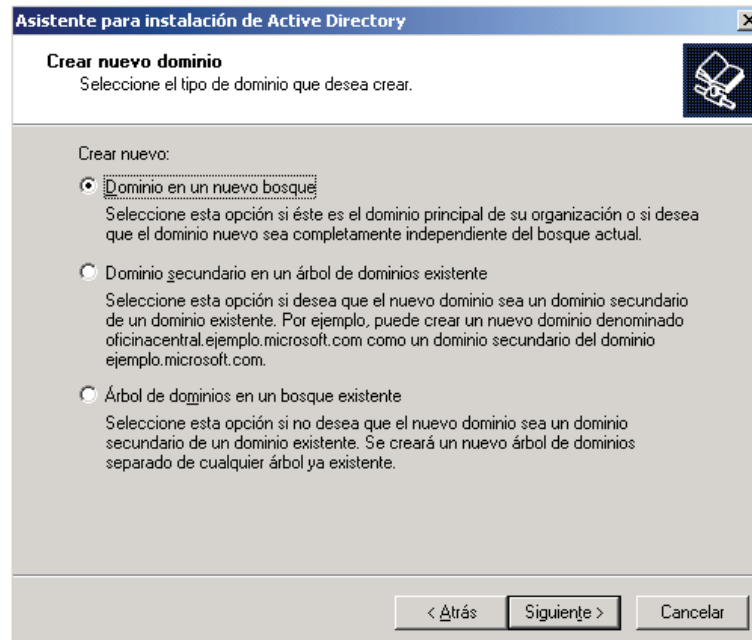 Asistente para instalación de Active Directory
Crear nuevo dominio
Seleccione el tipo de dominio que desea crear.
Crear nuevo:
Dominio en un nuevo bosque
Seleccione esta opción si éste es el dominio principal de su organización o si desea
que el dominio nuevo sea completamente independiente del bosque actual.
Dominio secundario en un árbol de dominios existente
Seleccione esta opción si desea que el nuevo dominio sea un dominio secundario
de un dominio existente. Por ejemplo, puede crear un nuevo dominio denominado
oficinacentral.ejemplo.microsoft.com como un dominio secundario del dominio
ejemplo.microsoft.com.
Árbol de dominios en un bosque existente
Seleccione esta opción si no desea que el nuevo dominio sea un dominio
secundario de un dominio existente. Se creará un nuevo árbol de dominios
separado de cualquier árbol ya existente.
< Atrás Siguiente > Cancelar